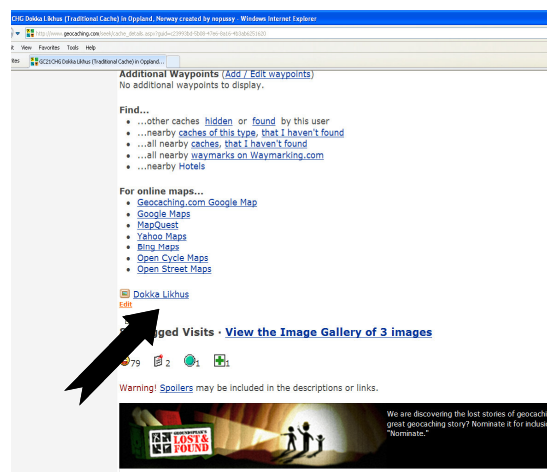 CHG Dokka Likhus (Traditional Cache) in Oppland, Norway created by nopussy - Windows Internet Explorer
View Favorites Tools Help
GC21CHG Dokka Likhus (Traditional Cache) in Oppland, ...
Additional Waypoints (Add / Edit waypoints)
No additional waypoints to display.
Find...
...other caches hidden or found by this user
...nearby caches of this type, that I haven't found
...all nearby caches, that I haven't found
...all nearby waymarks on Waymarking.com
...nearby Hotels
For online maps...
Geocaching.com Google Map
Google Maps
MapQuest
Yahoo Maps
Bing Maps
Open Cycle Maps
Open Street Maps
Dokka Likhus
Edit
gged Visits · View the Image Gallery of 3 images
79 2 1 1
Warning! Spoilers may be included in the descriptions or links.
GROUNDSPEAK'S
LOST &
FOUND
We are discovering the lost stories of geocachi
great geocaching story? Nominate it for inclusi
"Nominate."